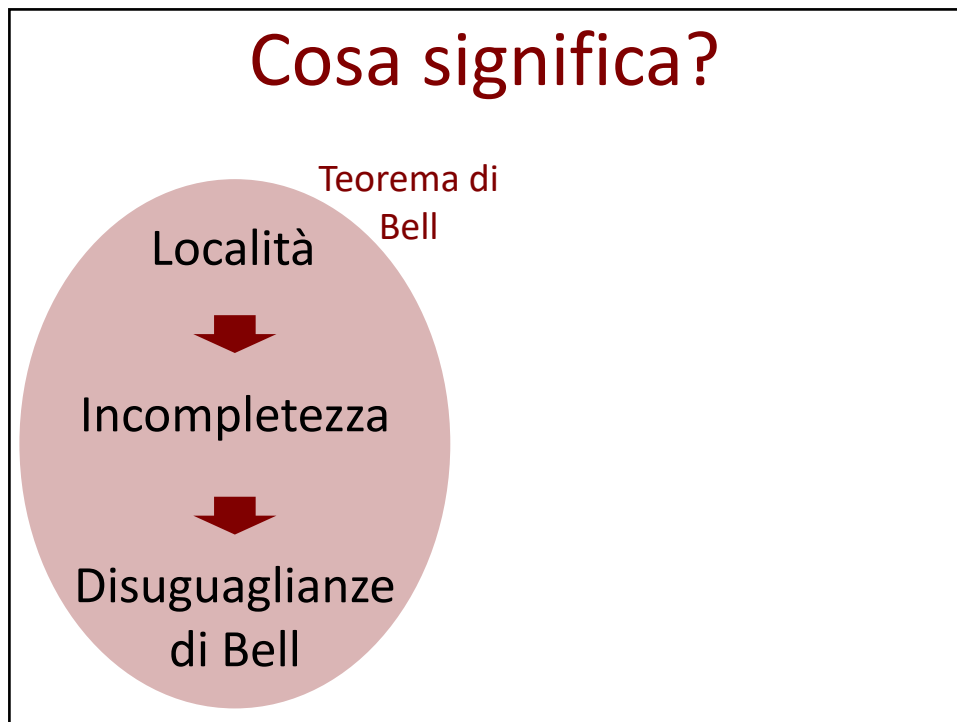 Cosa significa?
Teorema di
Bell
Località
Incompletezza
Disuguaglianze
di Bell